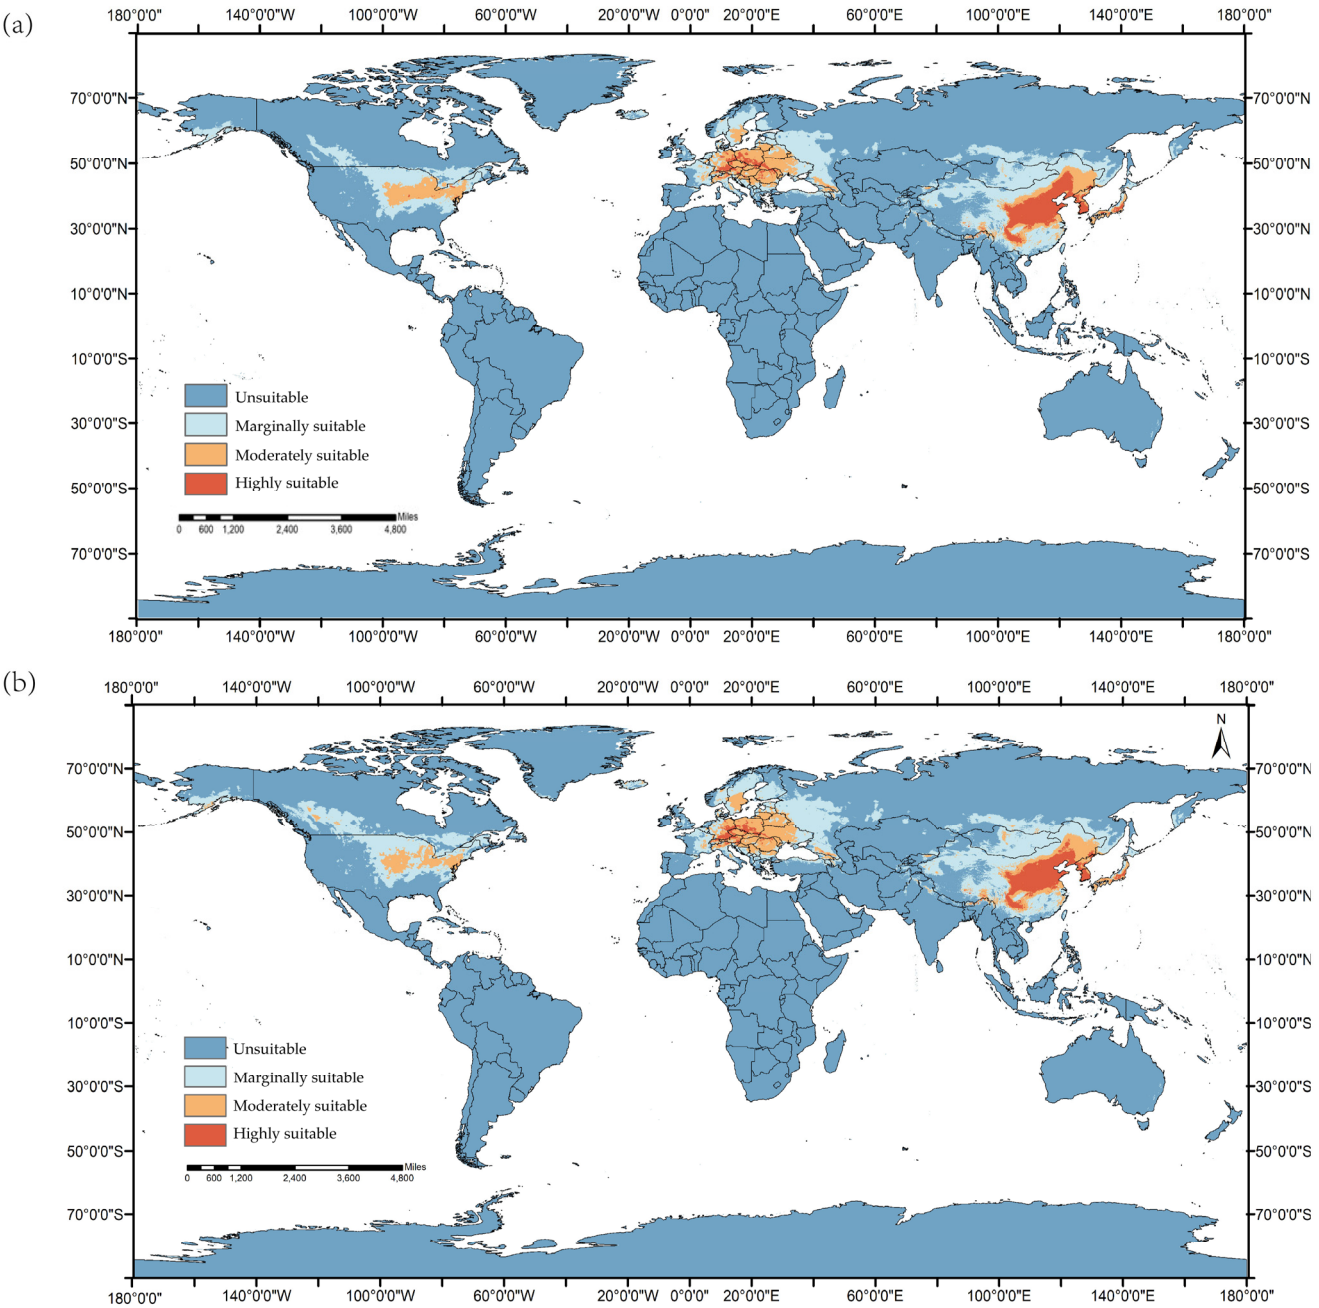 (a)
180°0'0" 140°0'0"W 100°0'0"W 60°0'0"W 20°0'0"W 0°0'0" 20°0'0"E 60°0'0"E 100°0'0"E 140°0'0"E 180°0'0"
70°0'0"N 70°0'0"N
50°0'0"N 50°0'0"N
30°0'0"N 30°0'0"N
10°0'0"N 10°0'0"N
10°0'0"S 10°0'0"S
30°0'0"S 30°0'0"S
50°0'0"S 50°0'0"S
70°0'0"S 70°0'0"S
Unsuitable
Marginally suitable
Moderately suitable
Highly suitable
Miles
0 600 1,200 2,400 3,600 4,800
180°0'0" 140°0'0"W 100°0'0"W 60°0'0"W 20°0'0"W 0°0'0" 20°0'0"E 60°0'0"E 100°0'0"E 140°0'0"E 180°0'0"
(b)
180°0'0" 140°0'0"W 100°0'0"W 60°0'0"W 20°0'0"W 0°0'0" 20°0'0"E 60°0'0"E 100°0'0"E 140°0'0"E 180°0'0"
N
70°0'0"N 70°0'0"N
50°0'0"N 50°0'0"N
30°0'0"N 30°0'0"N
10°0'0"N 10°0'0"N
10°0'0"S 10°0'0"S
30°0'0"S 30°0'0"S
50°0'0"S 50°0'0"S
70°0'0"S 70°0'0"S
Unsuitable
Marginally suitable
Moderately suitable
Highly suitable
Miles
0 600 1,200 2,400 3,600 4,800
180°0'0" 140°0'0"W 100°0'0"W 60°0'0"W 20°0'0"W 0°0'0" 20°0'0"E 60°0'0"E 100°0'0"E 140°0'0"E 180°0'0"